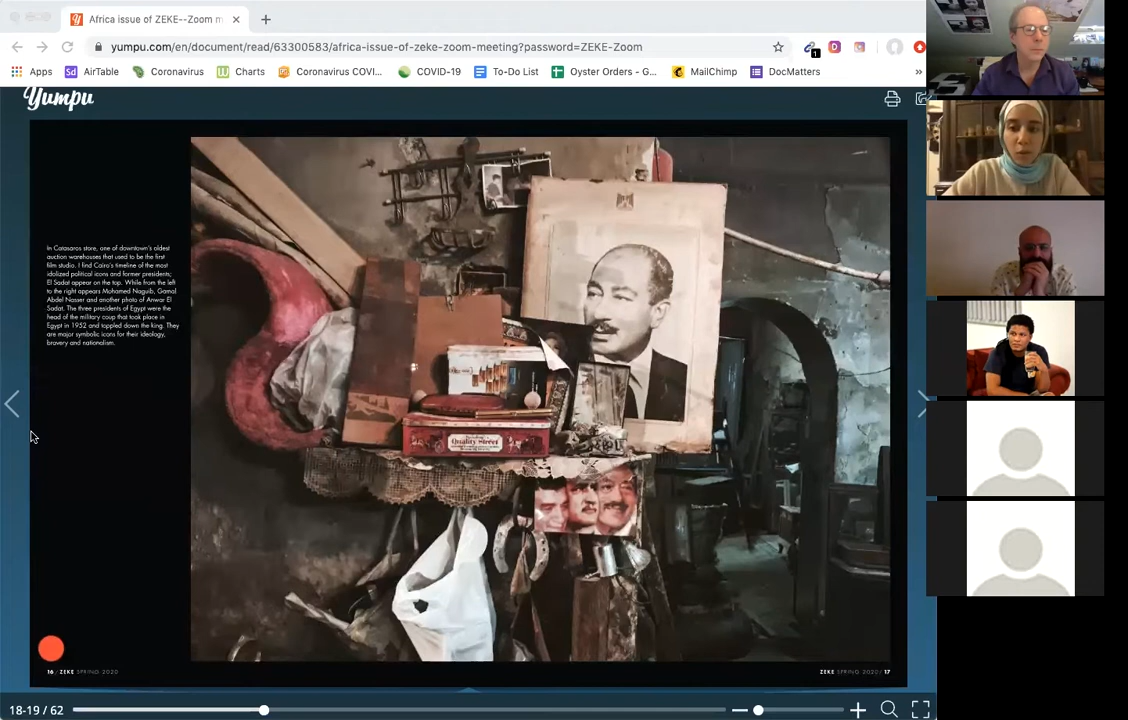 Africa issue of ZEKE--Zoom m
yumpu.com/en/document/read/63300583/africa-issue-of-zeke-zoom-meeting?password=ZEKE-Zoom
1
D
Apps
Sd AirTable
Coronavirus
Charts
Coronavirus COVI...
COVID-19
To-Do List
Oyster Orders - G...
MailChimp
DocMatters
»
Yumpu
In Catasaros store, one of downtown's oldest
auction warehouses that used to be the first
film studio. I find Cairo's timeline of the most
idolized political icons and former presidents;
El Sadat appear on the top. While from the left
to the right appears Mohamed Naguib, Gamal
Abdel Nasser and another photo of Anwar El
Sadat. The three presidents of Egypt were the
head of the military coup that took place in
Egypt in 1952 and toppled down the king. They
are major symbolic icons for their ideology,
bravery and nationalism.
Quality Street
16 / ZEKE SPRING 2020
ZEKE SPRING 2020/ 17
18-19 / 62